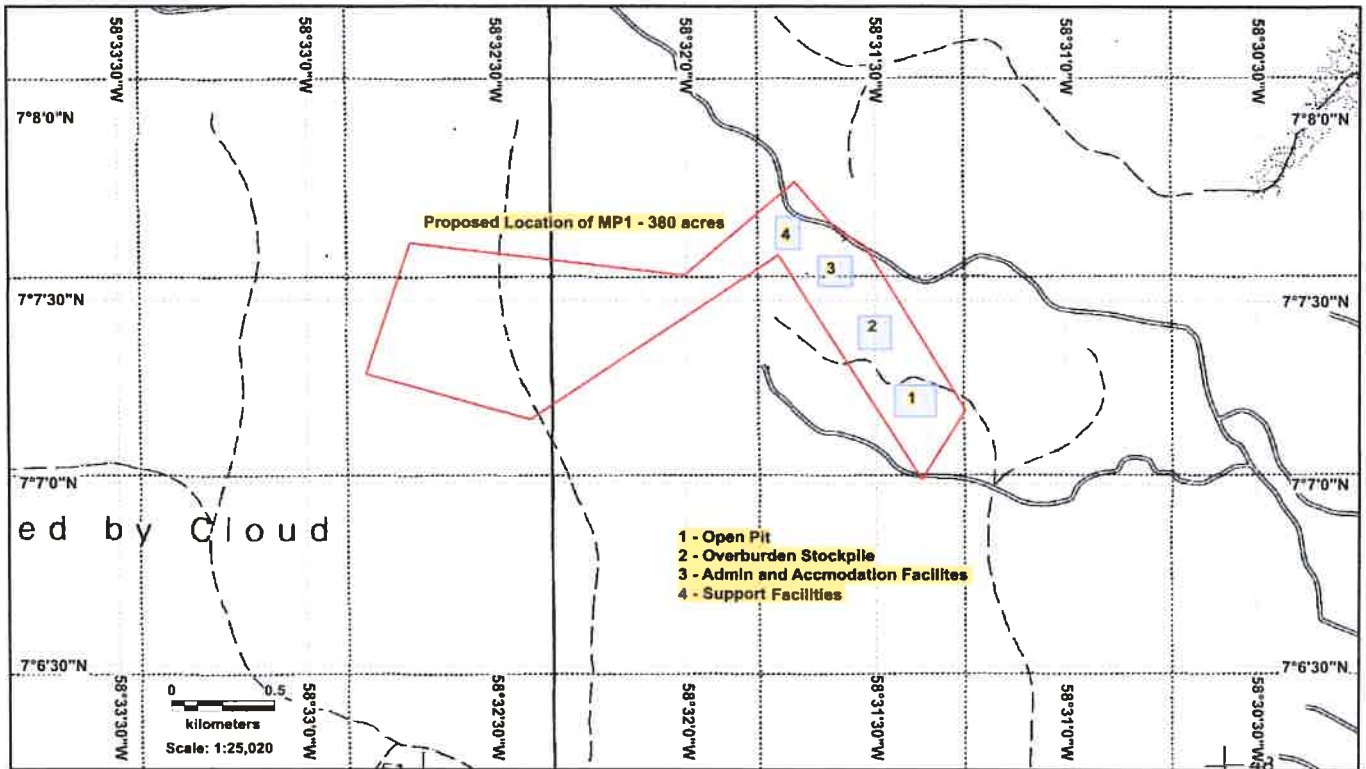 58°33'30"W
58°33'0"W
58°32'30"W
58°32'0"W
58°31'30"W
58°31'0"W
58°30'30"W
7°8'0"N
7°8'0"N
Proposed Location of MP1 - 380 acres
4
3
7°7'30"N
7°7'30"N
2
1
7°7'0"N
7°7'0"N
ed by Cloud
1 - Open Pit
2 - Overburden Stockpile
3 - Admin and Accmodation Facilites
4 - Support Facilities
7°6'30"N
7°6'30"N
0 0.5
kilometers
Scale: 1:25,020
58°33'30"W
58°33'0"W
58°32'30"W
58°32'0"W
58°31'30"W
58°31'0"W
58°30'30"W